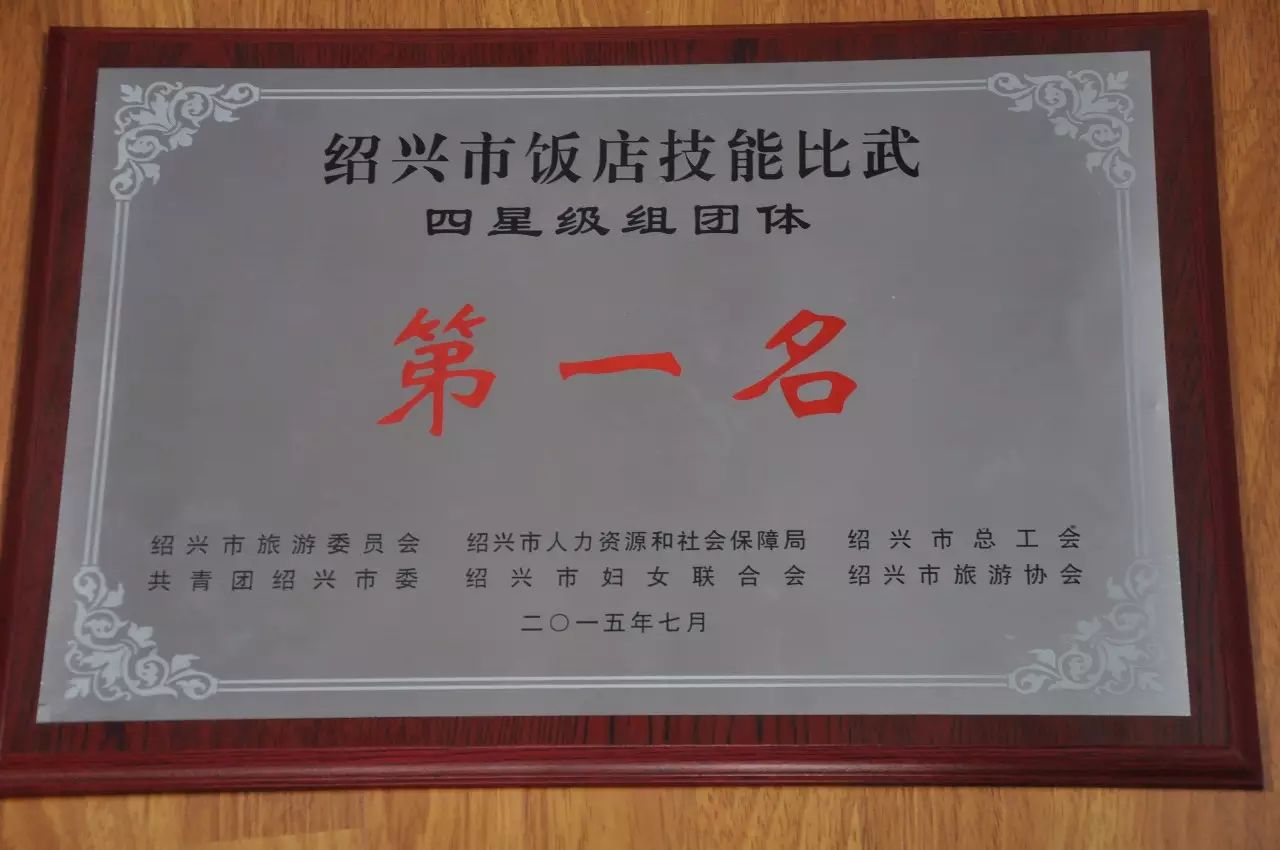 绍兴市饭店技能比武
四星级组团体
第一名
绍兴市旅游委员会 绍兴市人力资源和社会保障局 绍兴市总工会
共青团绍兴市委 绍兴市妇女联合会 绍兴市旅游协会
二〇一五年七月